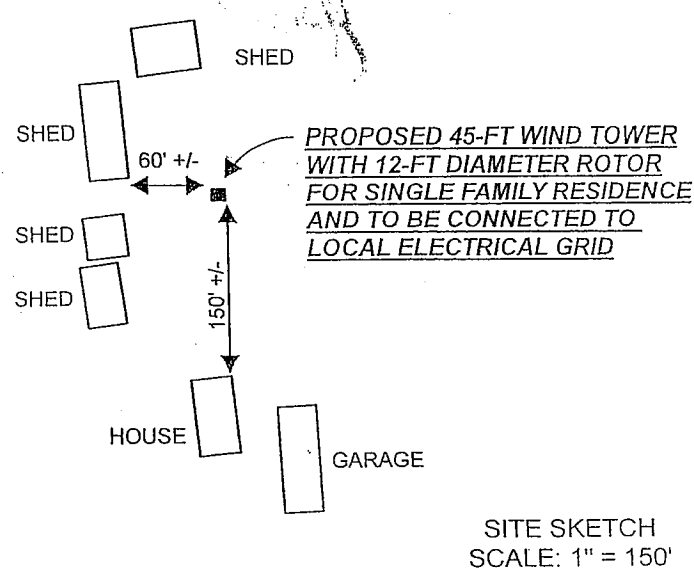 SHED
SHED
60' +/-
PROPOSED 45-FT WIND TOWER
WITH 12-FT DIAMETER ROTOR
FOR SINGLE FAMILY RESIDENCE
AND TO BE CONNECTED TO
LOCAL ELECTRICAL GRID
SHED
SHED
150' +/-
HOUSE
GARAGE
SITE SKETCH
SCALE: 1" = 150'